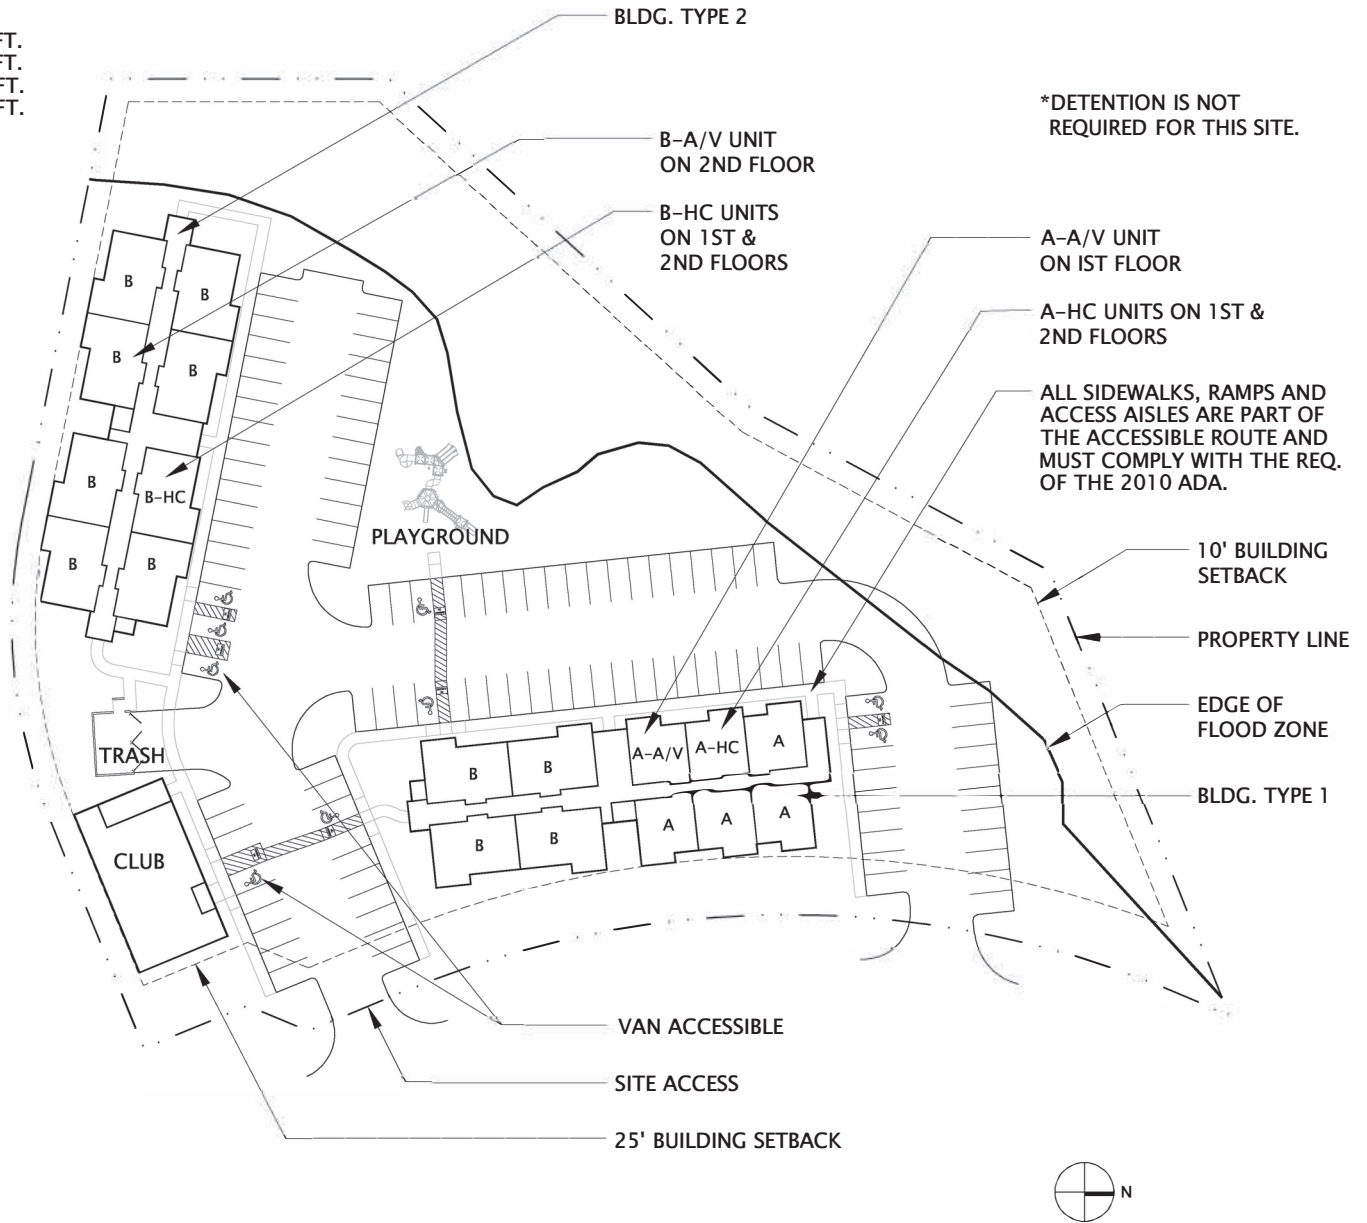 FT.
FT.
FT.
FT.
BLDG. TYPE 2
*DETENTION IS NOT
REQUIRED FOR THIS SITE.
B-A/V UNIT
ON 2ND FLOOR
B-HC UNITS
ON 1ST &
2ND FLOORS
A-A/V UNIT
ON IST FLOOR
A-HC UNITS ON 1ST &
2ND FLOORS
ALL SIDEWALKS, RAMPS AND
ACCESS AISLES ARE PART OF
THE ACCESSIBLE ROUTE AND
MUST COMPLY WITH THE REQ.
OF THE 2010 ADA.
B
B
B
B
B
B-HC
B
B
PLAYGROUND
10' BUILDING
SETBACK
PROPERTY LINE
EDGE OF
FLOOD ZONE
BLDG. TYPE 1
TRASH
CLUB
B
B
A-A/V
A-HC
A
B
B
A
A
A
VAN ACCESSIBLE
SITE ACCESS
25' BUILDING SETBACK
N